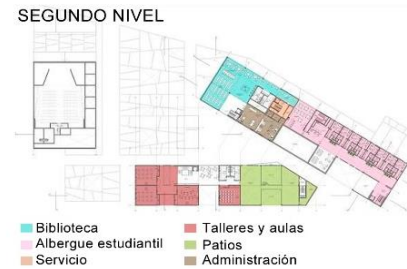 SEGUNDO NIVEL
Biblioteca
Albergue estudiantil
Servicio
Talleres y aulas
Patios
Administración